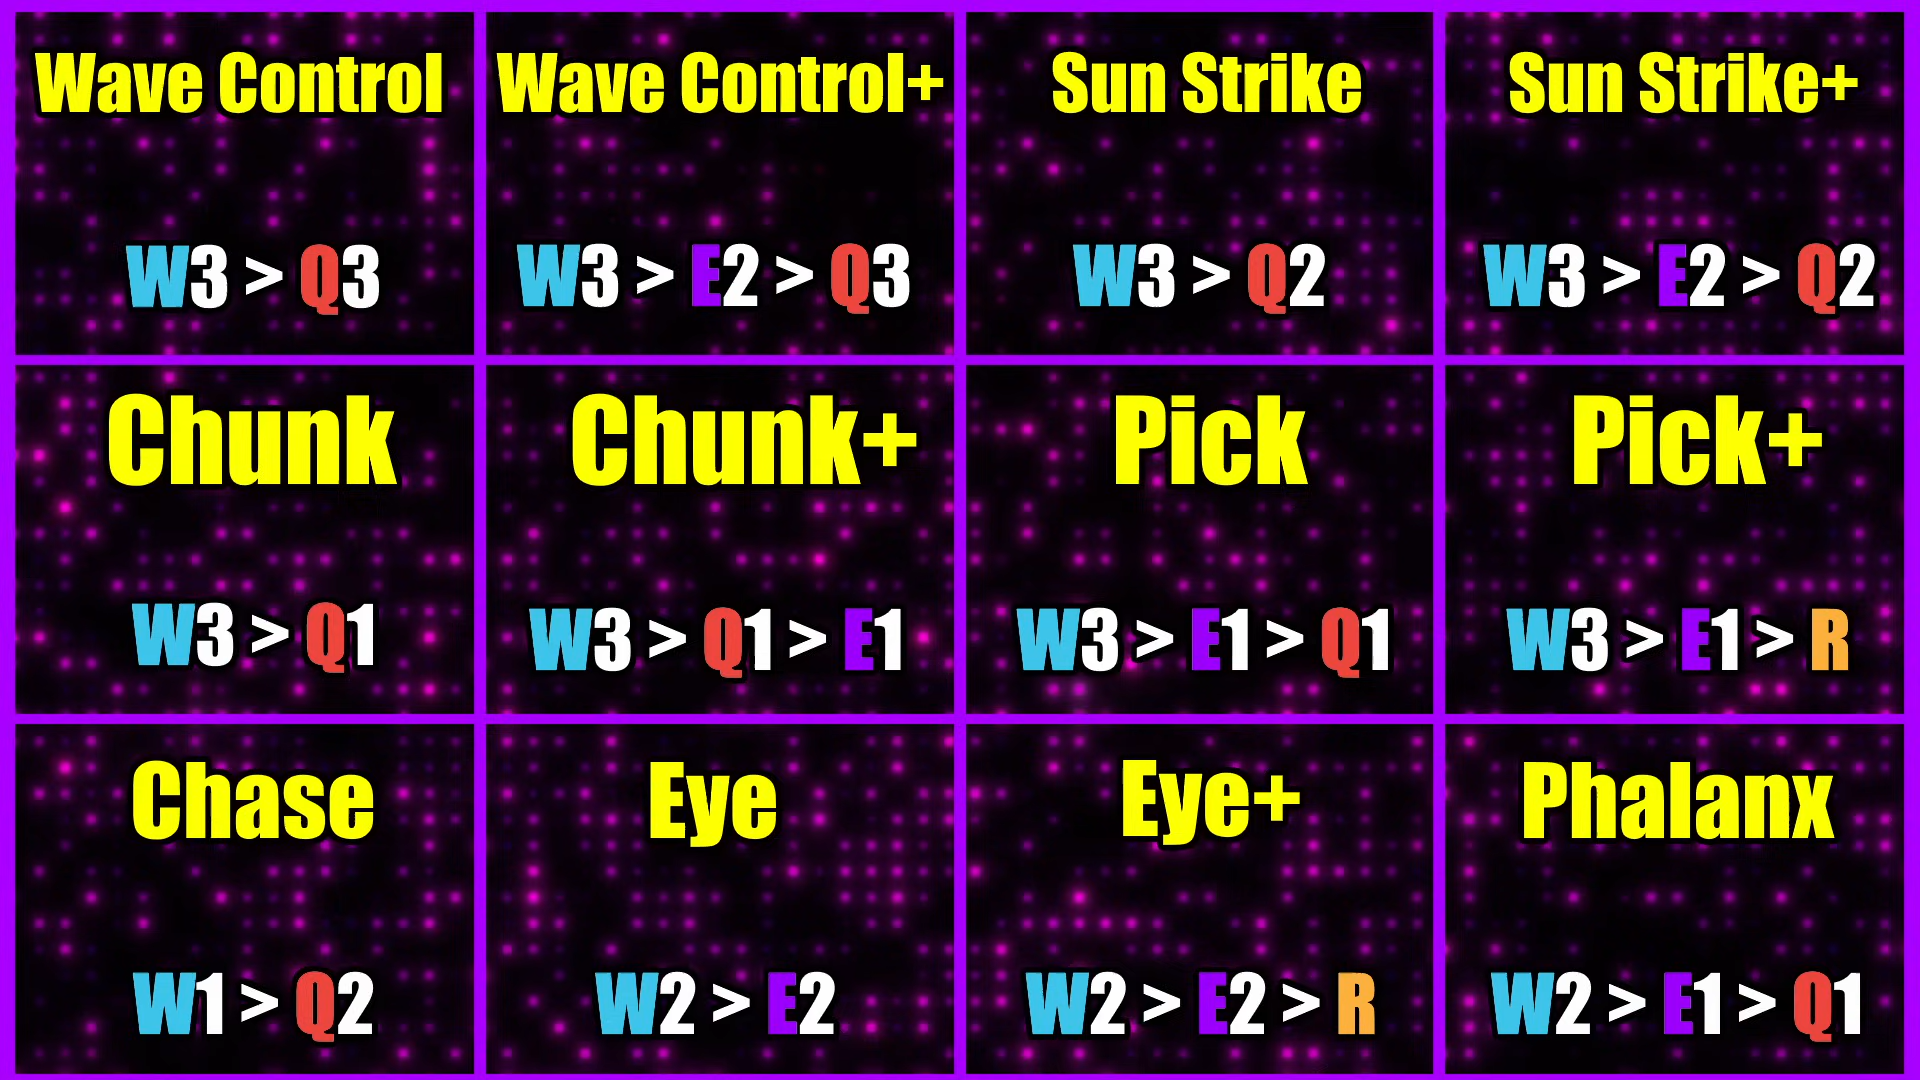 Wave Control
W3 > Q3
Wave Control+
W3 > E2 > Q3
Sun Strike
W3 > Q2
Sun Strike+
W3 > E2 > Q2
Chunk
W3 > Q1
Chunk+
W3 > Q1 > E1
Pick
W3 > E1 > Q1
Pick+
W3 > E1 > R
Chase
W1 > Q2
Eye
W2 > E2
Eye+
W2 > E2 > R
Phalanx
W2 > E1 > Q1